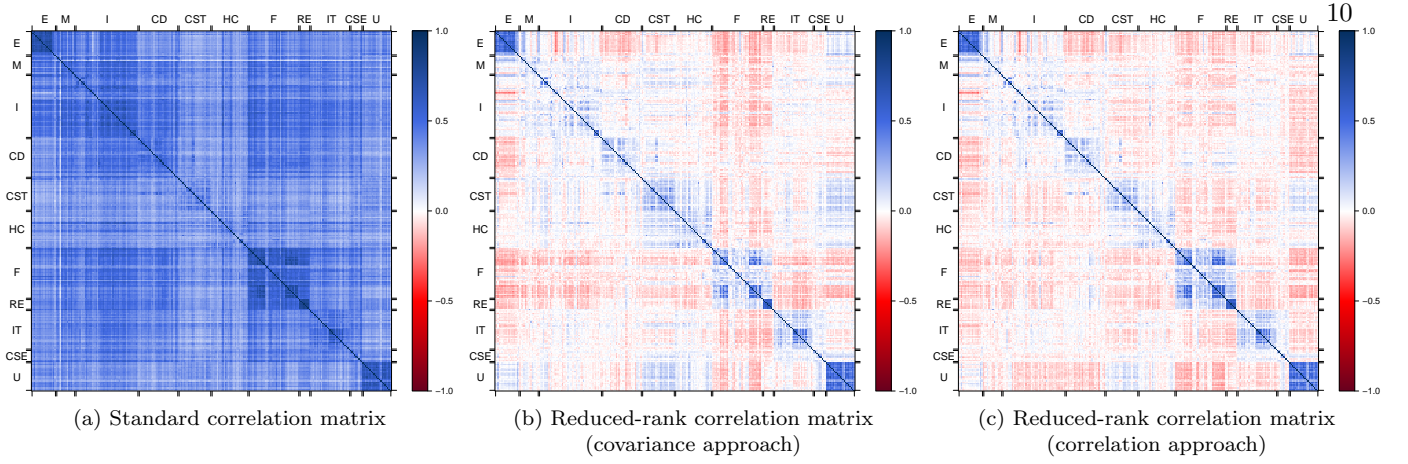 10
E M I CD CST HC F RE IT CSE U
E
M
I
CD
CST
HC
F
RE
IT
CSE
U
1.0
0.5
0.0
−0.5
−1.0
(a) Standard correlation matrix
E M I CD CST HC F RE IT CSE U
E
M
I
CD
CST
HC
F
RE
IT
CSE
U
1.0
0.5
0.0
−0.5
−1.0
(b) Reduced-rank correlation matrix
(covariance approach)
E M I CD CST HC F RE IT CSE U
E
M
I
CD
CST
HC
F
RE
IT
CSE
U
1.0
0.5
0.0
−0.5
−1.0
(c) Reduced-rank correlation matrix
(correlation approach)